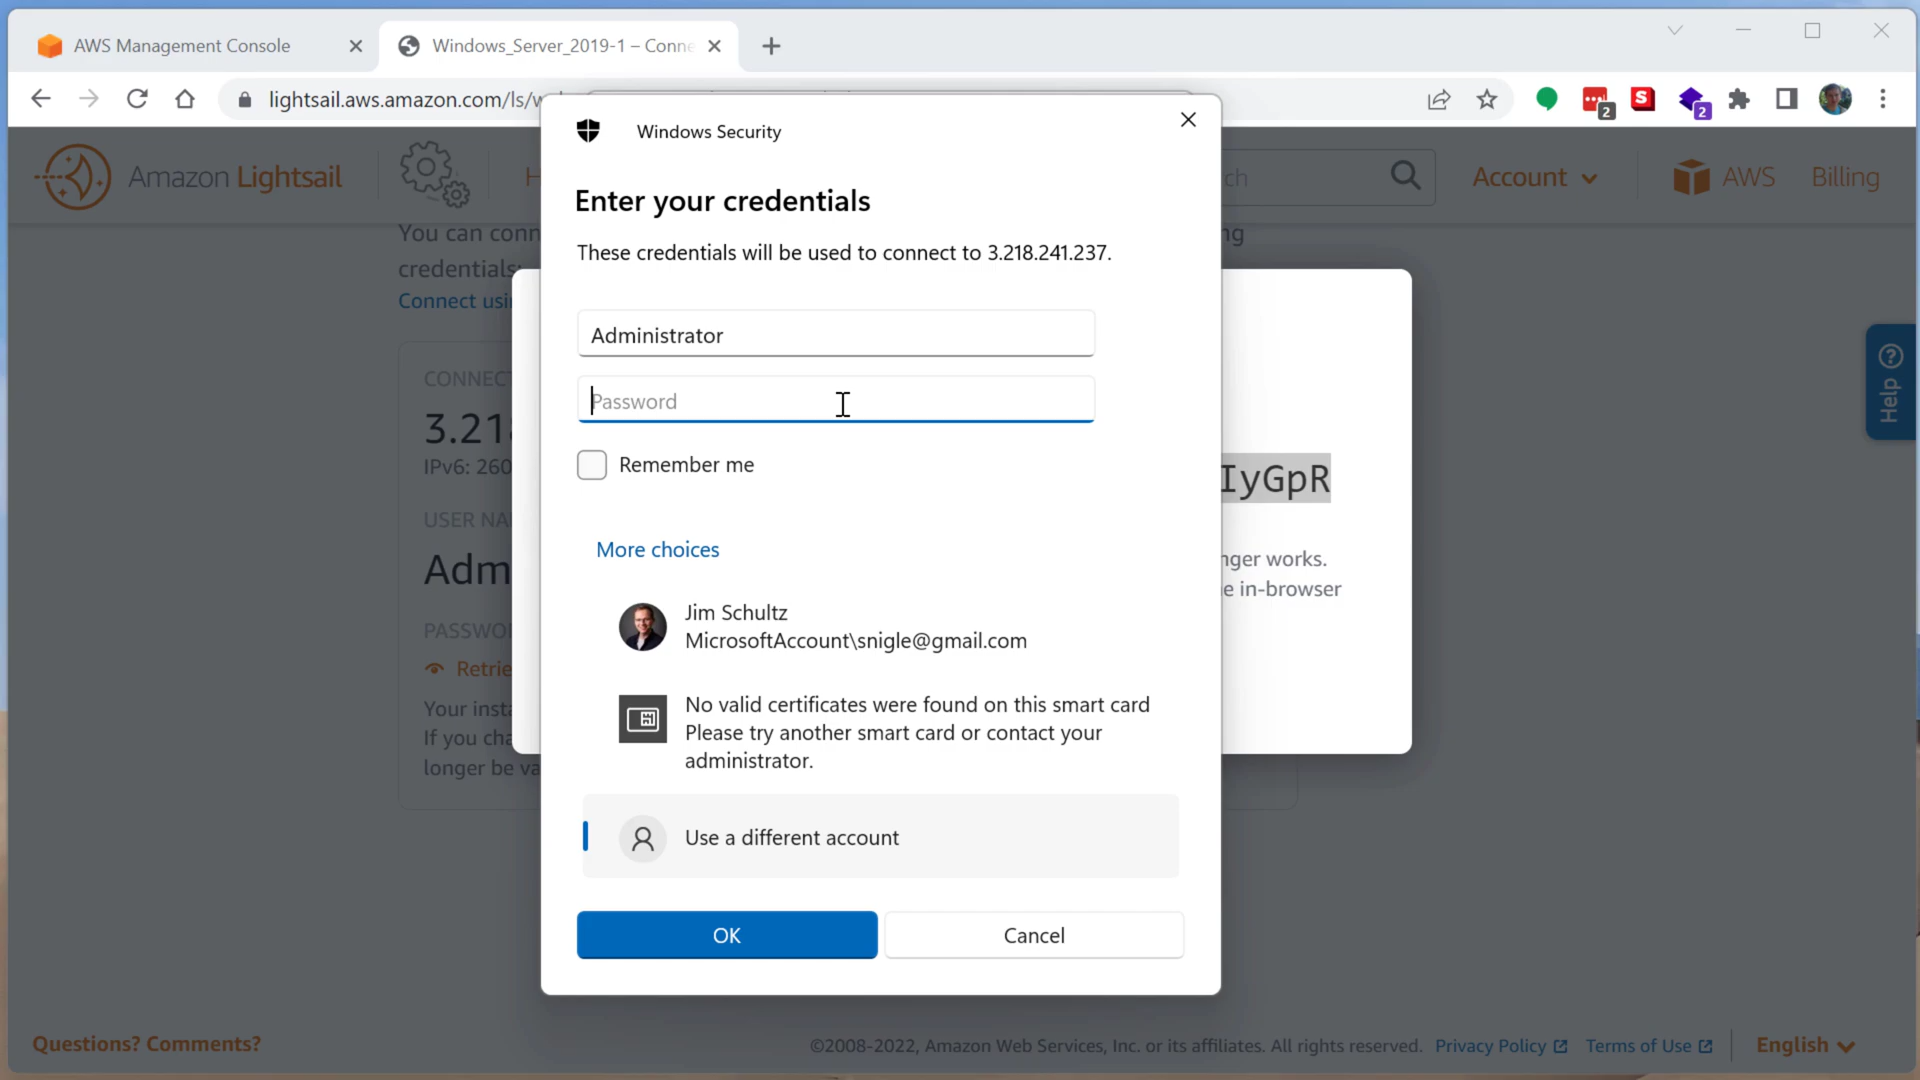 AWS Management Console
Windows_Server_2019-1 – Conne
lightsail.aws.amazon.com/ls/w
2
S
2
Windows Security
Enter your credentials
These credentials will be used to connect to 3.218.241.237.
Administrator
Password
Remember me
More choices
Jim Schultz
MicrosoftAccount\snigle@gmail.com
No valid certificates were found on this smart card
Please try another smart card or contact your
administrator.
Use a different account
OK
Cancel
Amazon Lightsail
H
ch
Account
AWS
Billing
You can conn
ng
credentials:
Connect usi
CONNECT
3.218
IPv6: 260
USER NA
Adm
PASSWO
Retrie
Your insta
If you cha
longer be va
IyGpR
nger works.
e in-browser
Help
Questions? Comments?
©2008-2022, Amazon Web Services, Inc. or its affiliates. All rights reserved.
Privacy Policy
Terms of Use
English